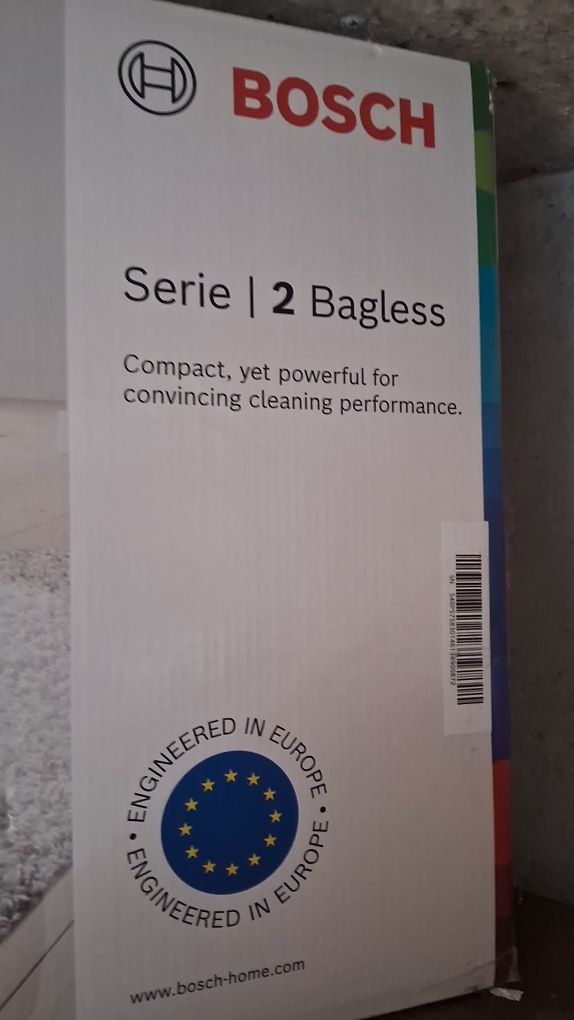 BOSCH
Serie | 2 Bagless
Compact, yet powerful for
convincing cleaning performance.
SN
• ENGINEERED IN EUROPE •
ENGINEERED IN EUROPE
www.bosch-home.com